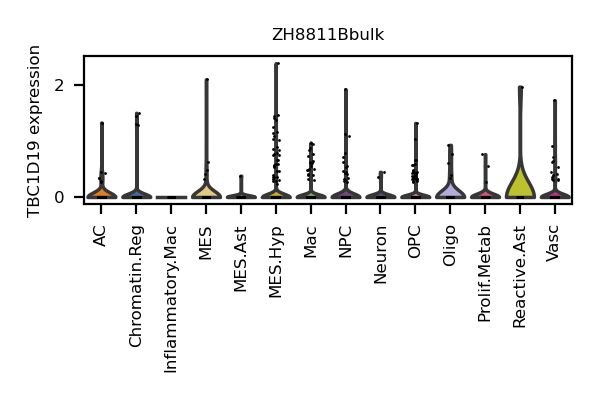 ZH8811Bbulk
TBC1D19 expression
2
0
AC
Chromatin.Reg
Inflammatory.Mac
MES
MES.Ast
MES.Hyp
Mac
NPC
Neuron
OPC
Oligo
Prolif.Metab
Reactive.Ast
Vasc